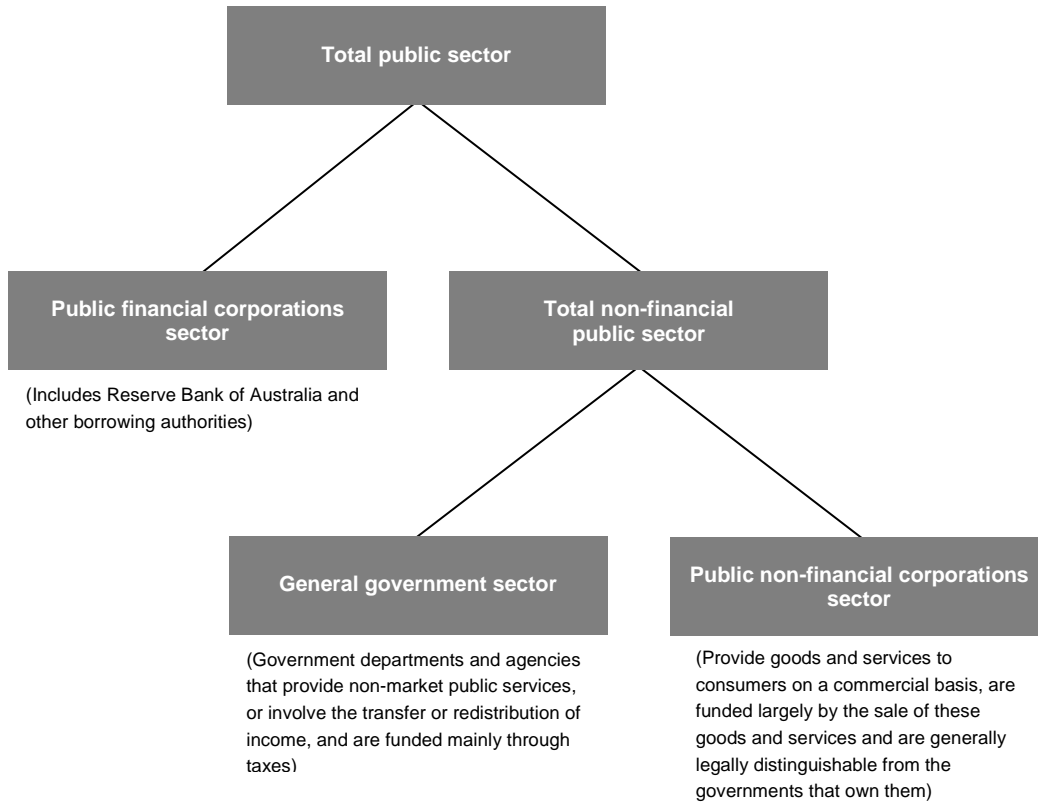 Total public sector
Public financial corporations
sector
Total non-financial
public sector
(Includes Reserve Bank of Australia and
other borrowing authorities)
General government sector
Public non-financial corporations
sector
(Government departments and agencies
that provide non-market public services,
or involve the transfer or redistribution of
income, and are funded mainly through
taxes)
(Provide goods and services to
consumers on a commercial basis, are
funded largely by the sale of these
goods and services and are generally
legally distinguishable from the
governments that own them)